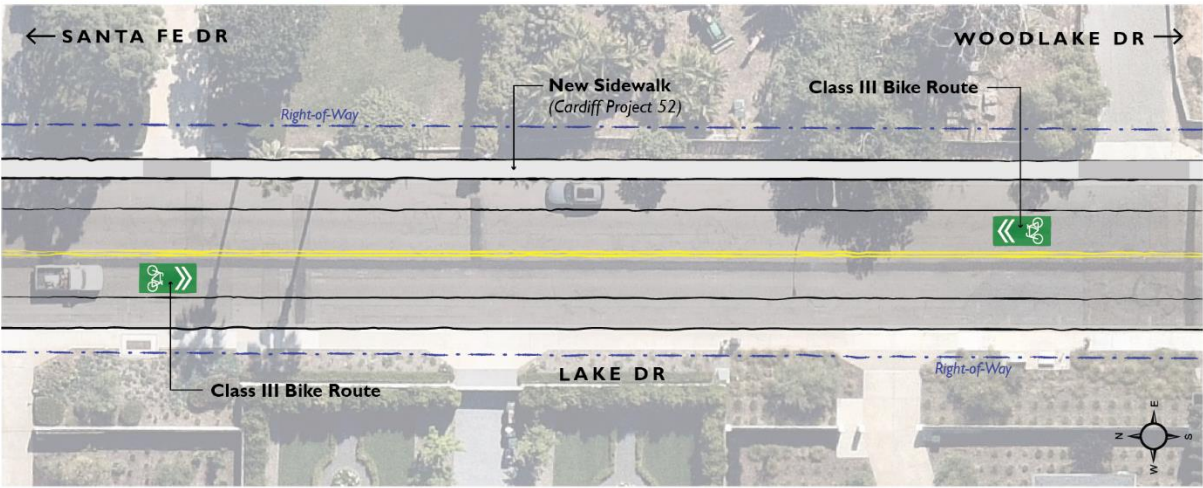 ← SANTA FE DR
WOODLAKE DR →
New Sidewalk
(Cardiff Project 52)
Class III Bike Route
Right-of-Way
LAKE DR
Right-of-Way
Class III Bike Route
E
N
S
W